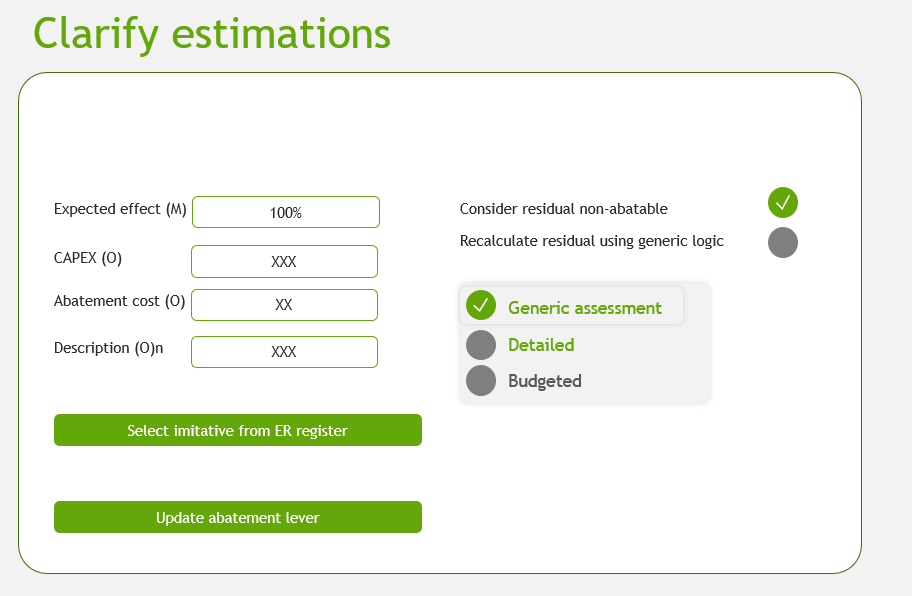 Clarify estimations
Expected effect (M)
100%
CAPEX (O)
XXX
Abatement cost (O)
XX
Description (O)n
XXX
Select imitative from ER register
Update abatement lever
Consider residual non-abatable
Recalculate residual using generic logic
Generic assessment
Detailed
Budgeted